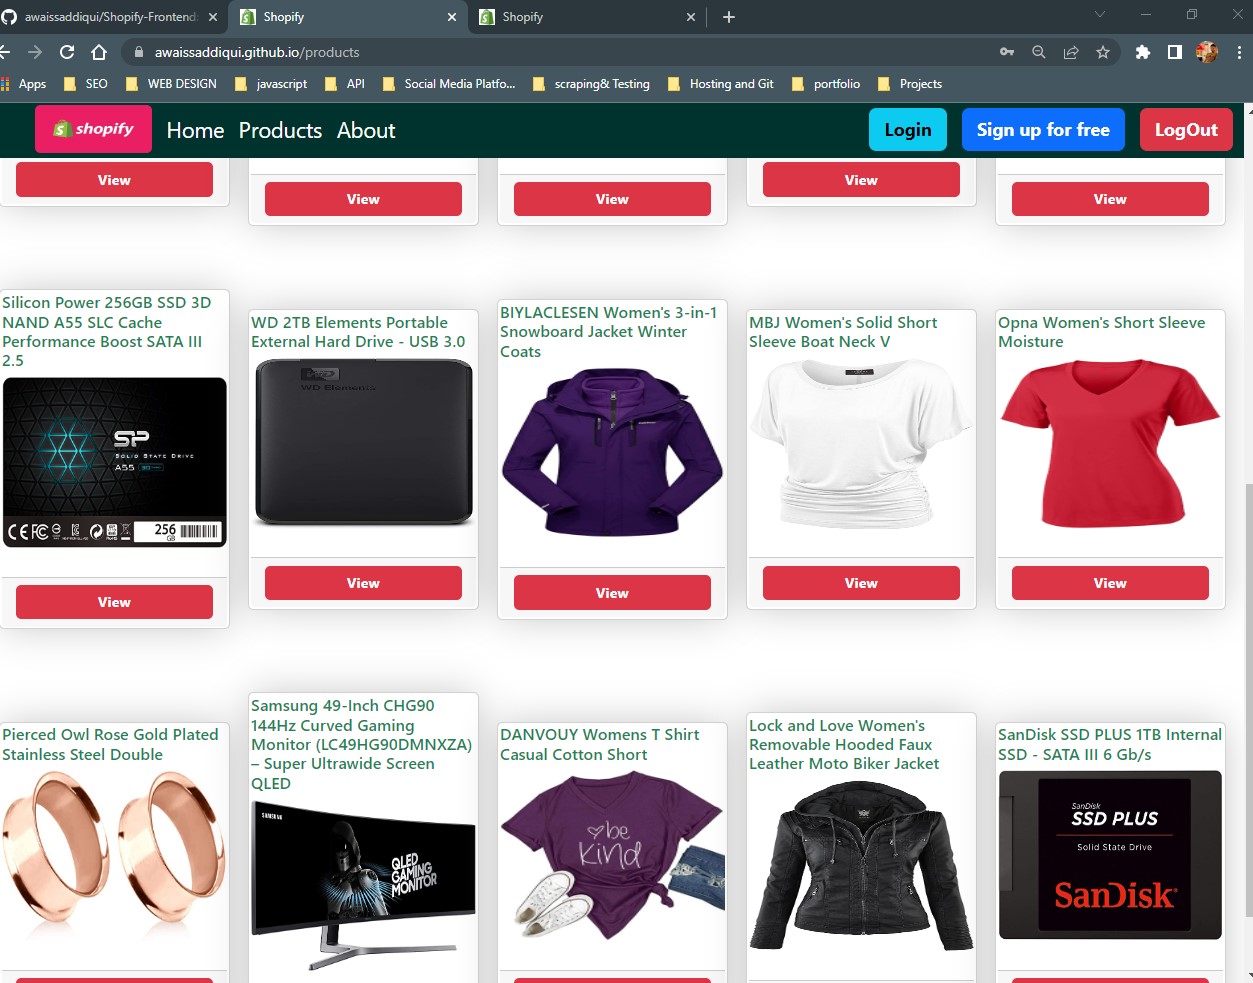 awaissaddiqui/Shopify-Frontend:
Shopify
Shopify
awaissaddiqui.github.io/products
Apps
SEO
WEB DESIGN
javascript
API
Social Media Platfo...
scraping& Testing
Hosting and Git
portfolio
Projects
shopify
Home
Products
About
Login
Sign up for free
LogOut
View
View
View
View
View
Silicon Power 256GB SSD 3D
NAND A55 SLC Cache
Performance Boost SATA III
2.5
SP
SOLID STATE DRIVE
A55
256
GB
View
WD 2TB Elements Portable
External Hard Drive - USB 3.0
WD
WD Elements
View
BIYLACLESEN Women's 3-in-1
Snowboard Jacket Winter
Coats
View
MBJ Women's Solid Short
Sleeve Boat Neck V
View
Opna Women's Short Sleeve
Moisture
View
Pierced Owl Rose Gold Plated
Stainless Steel Double
Samsung 49-Inch CHG90
144Hz Curved Gaming
Monitor (LC49HG90DMNXZA)
– Super Ultrawide Screen
QLED
SAMSUNG
QLED
GAMING
MONITOR
DANVOUY Womens T Shirt
Casual Cotton Short
be
kind
Lock and Love Women's
Removable Hooded Faux
Leather Moto Biker Jacket
SanDisk SSD PLUS 1TB Internal
SSD - SATA III 6 Gb/s
SanDisk
SSD PLUS
Solid State Drive
SanDisk